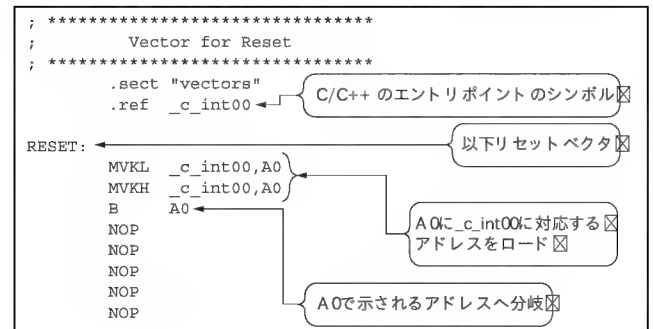 ; *******************************
;         Vector for Reset
; *******************************
.sect "vectors"
.ref _c_int00
C/C++ のエントリポイントのシンボル
RESET:
以下リセットベクタ
MVKL _c_int00,A0
MVKH _c_int00,A0
B A0
A0に_c_int00に対応する
アドレスをロード
NOP
NOP
NOP
NOP
NOP
A0で示されるアドレスへ分岐